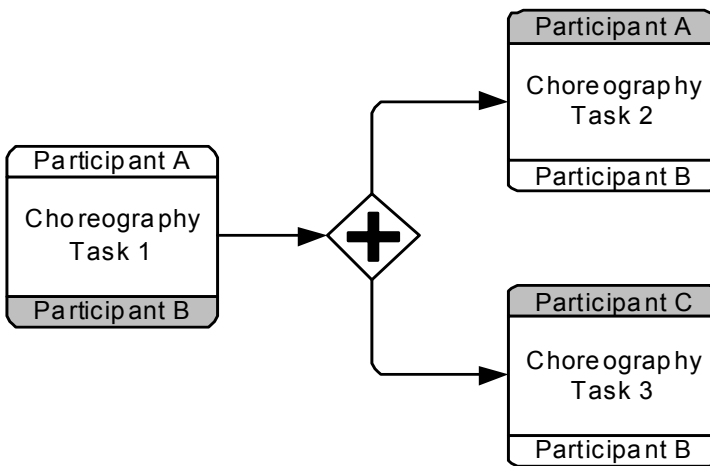 Participant A
Choreography
Task 1
Participant B
Participant A
Choreography
Task 2
Participant B
Participant C
Choreography
Task 3
Participant B